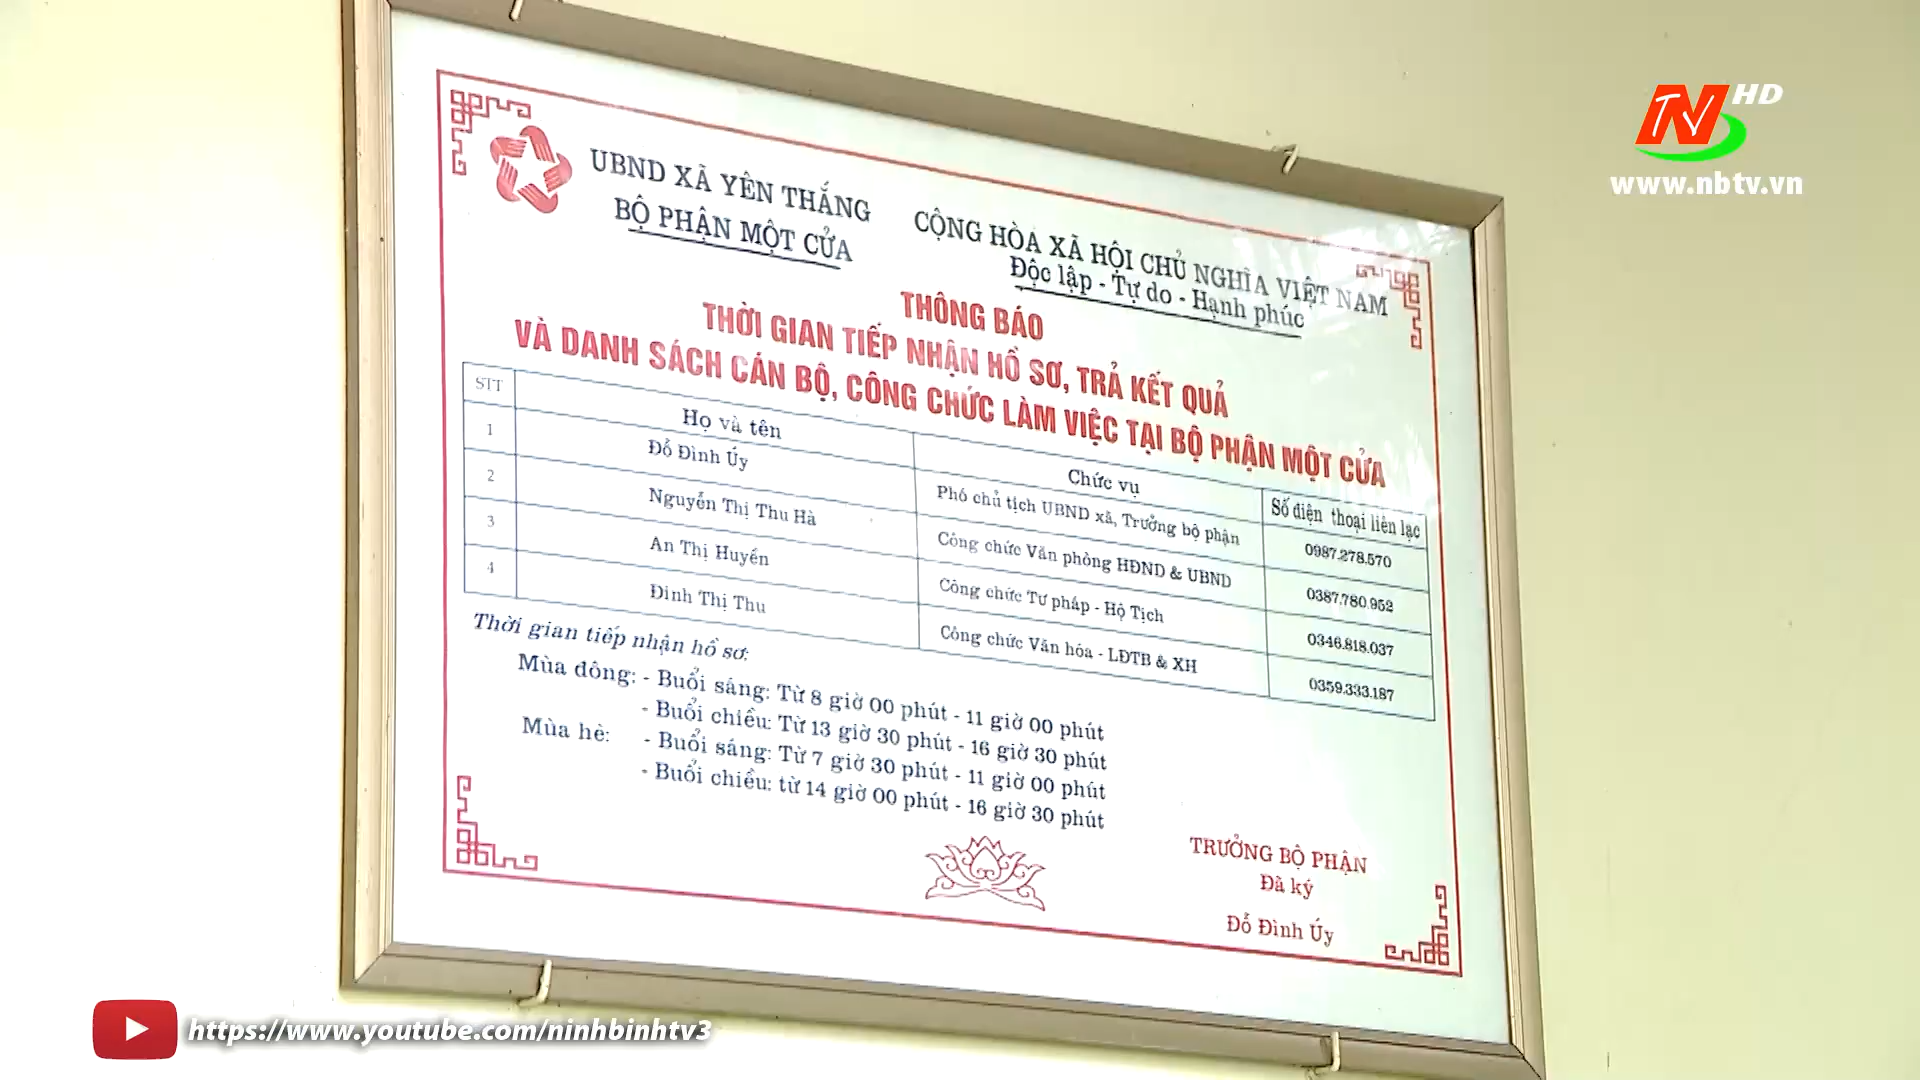 UBND XÃ YÊN THẮNG
BỘ PHẬN MỘT CỬA
CỘNG HÒA XÃ HỘI CHỦ NGHĨA VIỆT NAM
Độc lập - Tự do - Hạnh phúc
THÔNG BÁO
THỜI GIAN TIẾP NHẬN HỒ SƠ, TRẢ KẾT QUẢ
VÀ DANH SÁCH CÁN BỘ, CÔNG CHỨC LÀM VIỆC TẠI BỘ PHẬN MỘT CỬA
STT Họ và tên Chức vụ Số điện thoại liên lạc
1 Đỗ Đình Úy Phó chủ tịch UBND xã, Trưởng bộ phận 0987.278.570
2 Nguyễn Thị Thu Hà Công chức Văn phòng HĐND & UBND 0387.780.952
3 An Thị Huyền Công chức Tư pháp - Hộ Tịch 0346.818.037
4 Đinh Thị Thu Công chức Văn hóa - LĐTB & XH 0359.333.187
Thời gian tiếp nhận hồ sơ:
Mùa đông: - Buổi sáng: Từ 8 giờ 00 phút - 11 giờ 00 phút
- Buổi chiều: Từ 13 giờ 30 phút - 16 giờ 30 phút
Mùa hè: - Buổi sáng: Từ 7 giờ 30 phút - 11 giờ 00 phút
- Buổi chiều: từ 14 giờ 00 phút - 16 giờ 30 phút
TRƯỞNG BỘ PHẬN
Đã ký
Đỗ Đình Úy
NTV HD
www.nbtv.vn
https://www.youtube.com/ninhbinhtv3